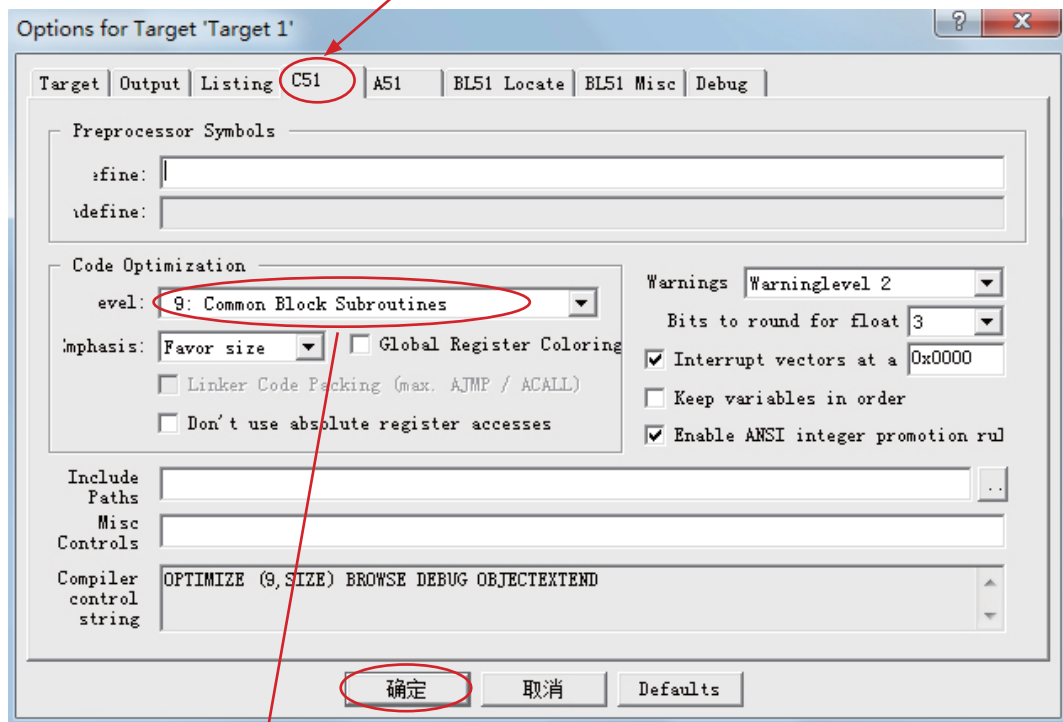 Options for Target 'Target 1'
Target Output Listing C51 A51 BL51 Locate BL51 Misc Debug
Preprocessor Symbols
efine:
define:
Code Optimization
evel: 9: Common Block Subroutines
mphasis: Favor size Global Register Coloring
Linker Code Packing (max. AJMP / ACALL)
Don't use absolute register accesses
Warnings Warninglevel 2
Bits to round for float 3
Interrupt vectors at a 0x0000
Keep variables in order
Enable ANSI integer promotion rul
Include Paths
..
Misc Controls
Compiler control string
OPTIMIZE (9,SIZE) BROWSE DEBUG OBJECTEXTEND
确定 取消 Defaults